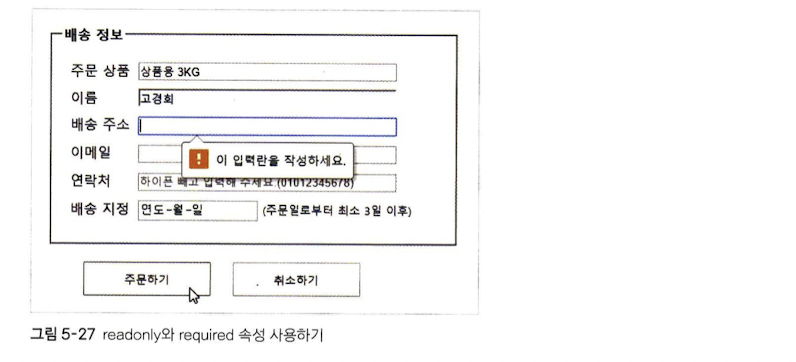 배송 정보
주문 상품 상품용 3KG
이름 고경희
배송 주소
이메일
! 이 입력란을 작성하세요.
연락처 하이픈 빼고 입력해 주세요.(01012345678)
배송 지정 연도-월-일 (주문일로부터 최소 3일 이후)
주문하기 취소하기
그림 5-27 readonly와 required 속성 사용하기